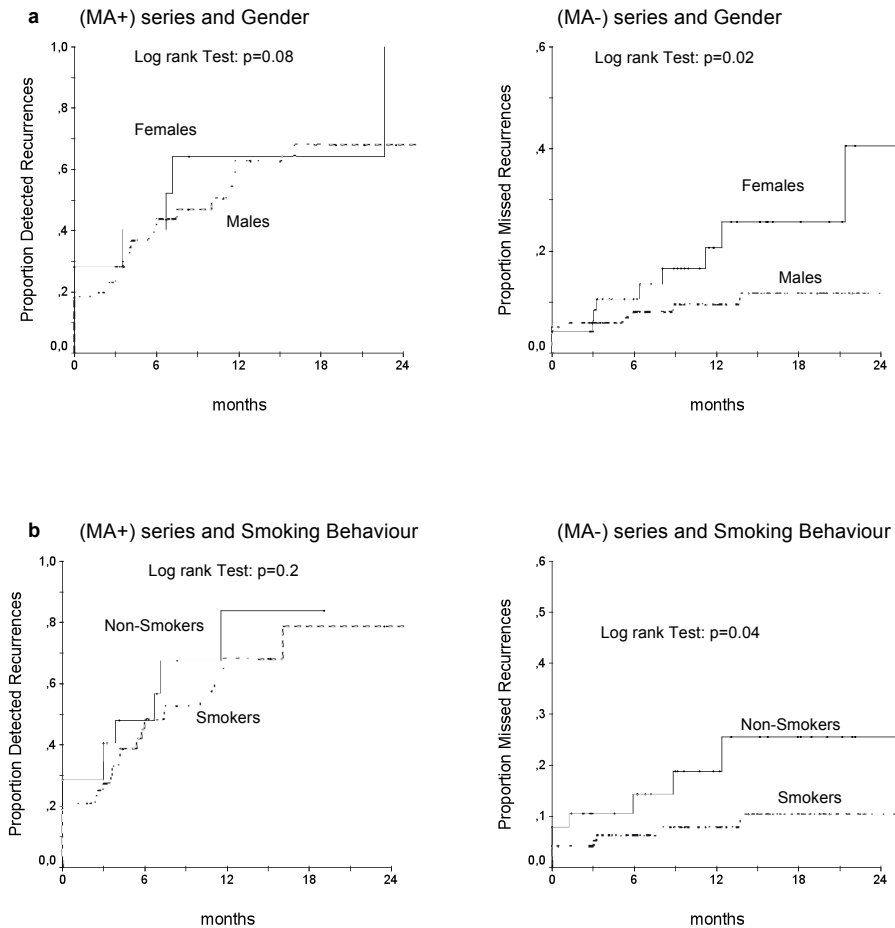 a (MA+) series and Gender
Proportion Detected Recurrences
1,0
,8
,6
,4
,2
0,0
Log rank Test: p=0.08
Females
Males
0 6 12 18 24
months
(MA-) series and Gender
Proportion Missed Recurrences
,6
,4
,2
0,0
Log rank Test: p=0.02
Females
Males
0 6 12 18 24
months
b (MA+) series and Smoking Behaviour
Proportion Detected Recurrences
1,0
,8
,6
,4
,2
0,0
Log rank Test: p=0.2
Non-Smokers
Smokers
0 6 12 18 24
months
(MA-) series and Smoking Behaviour
Proportion Missed Recurrences
,6
,5
,4
,3
,2
,1
0,0
Log rank Test: p=0.04
Non-Smokers
Smokers
0 6 12 18 24
months